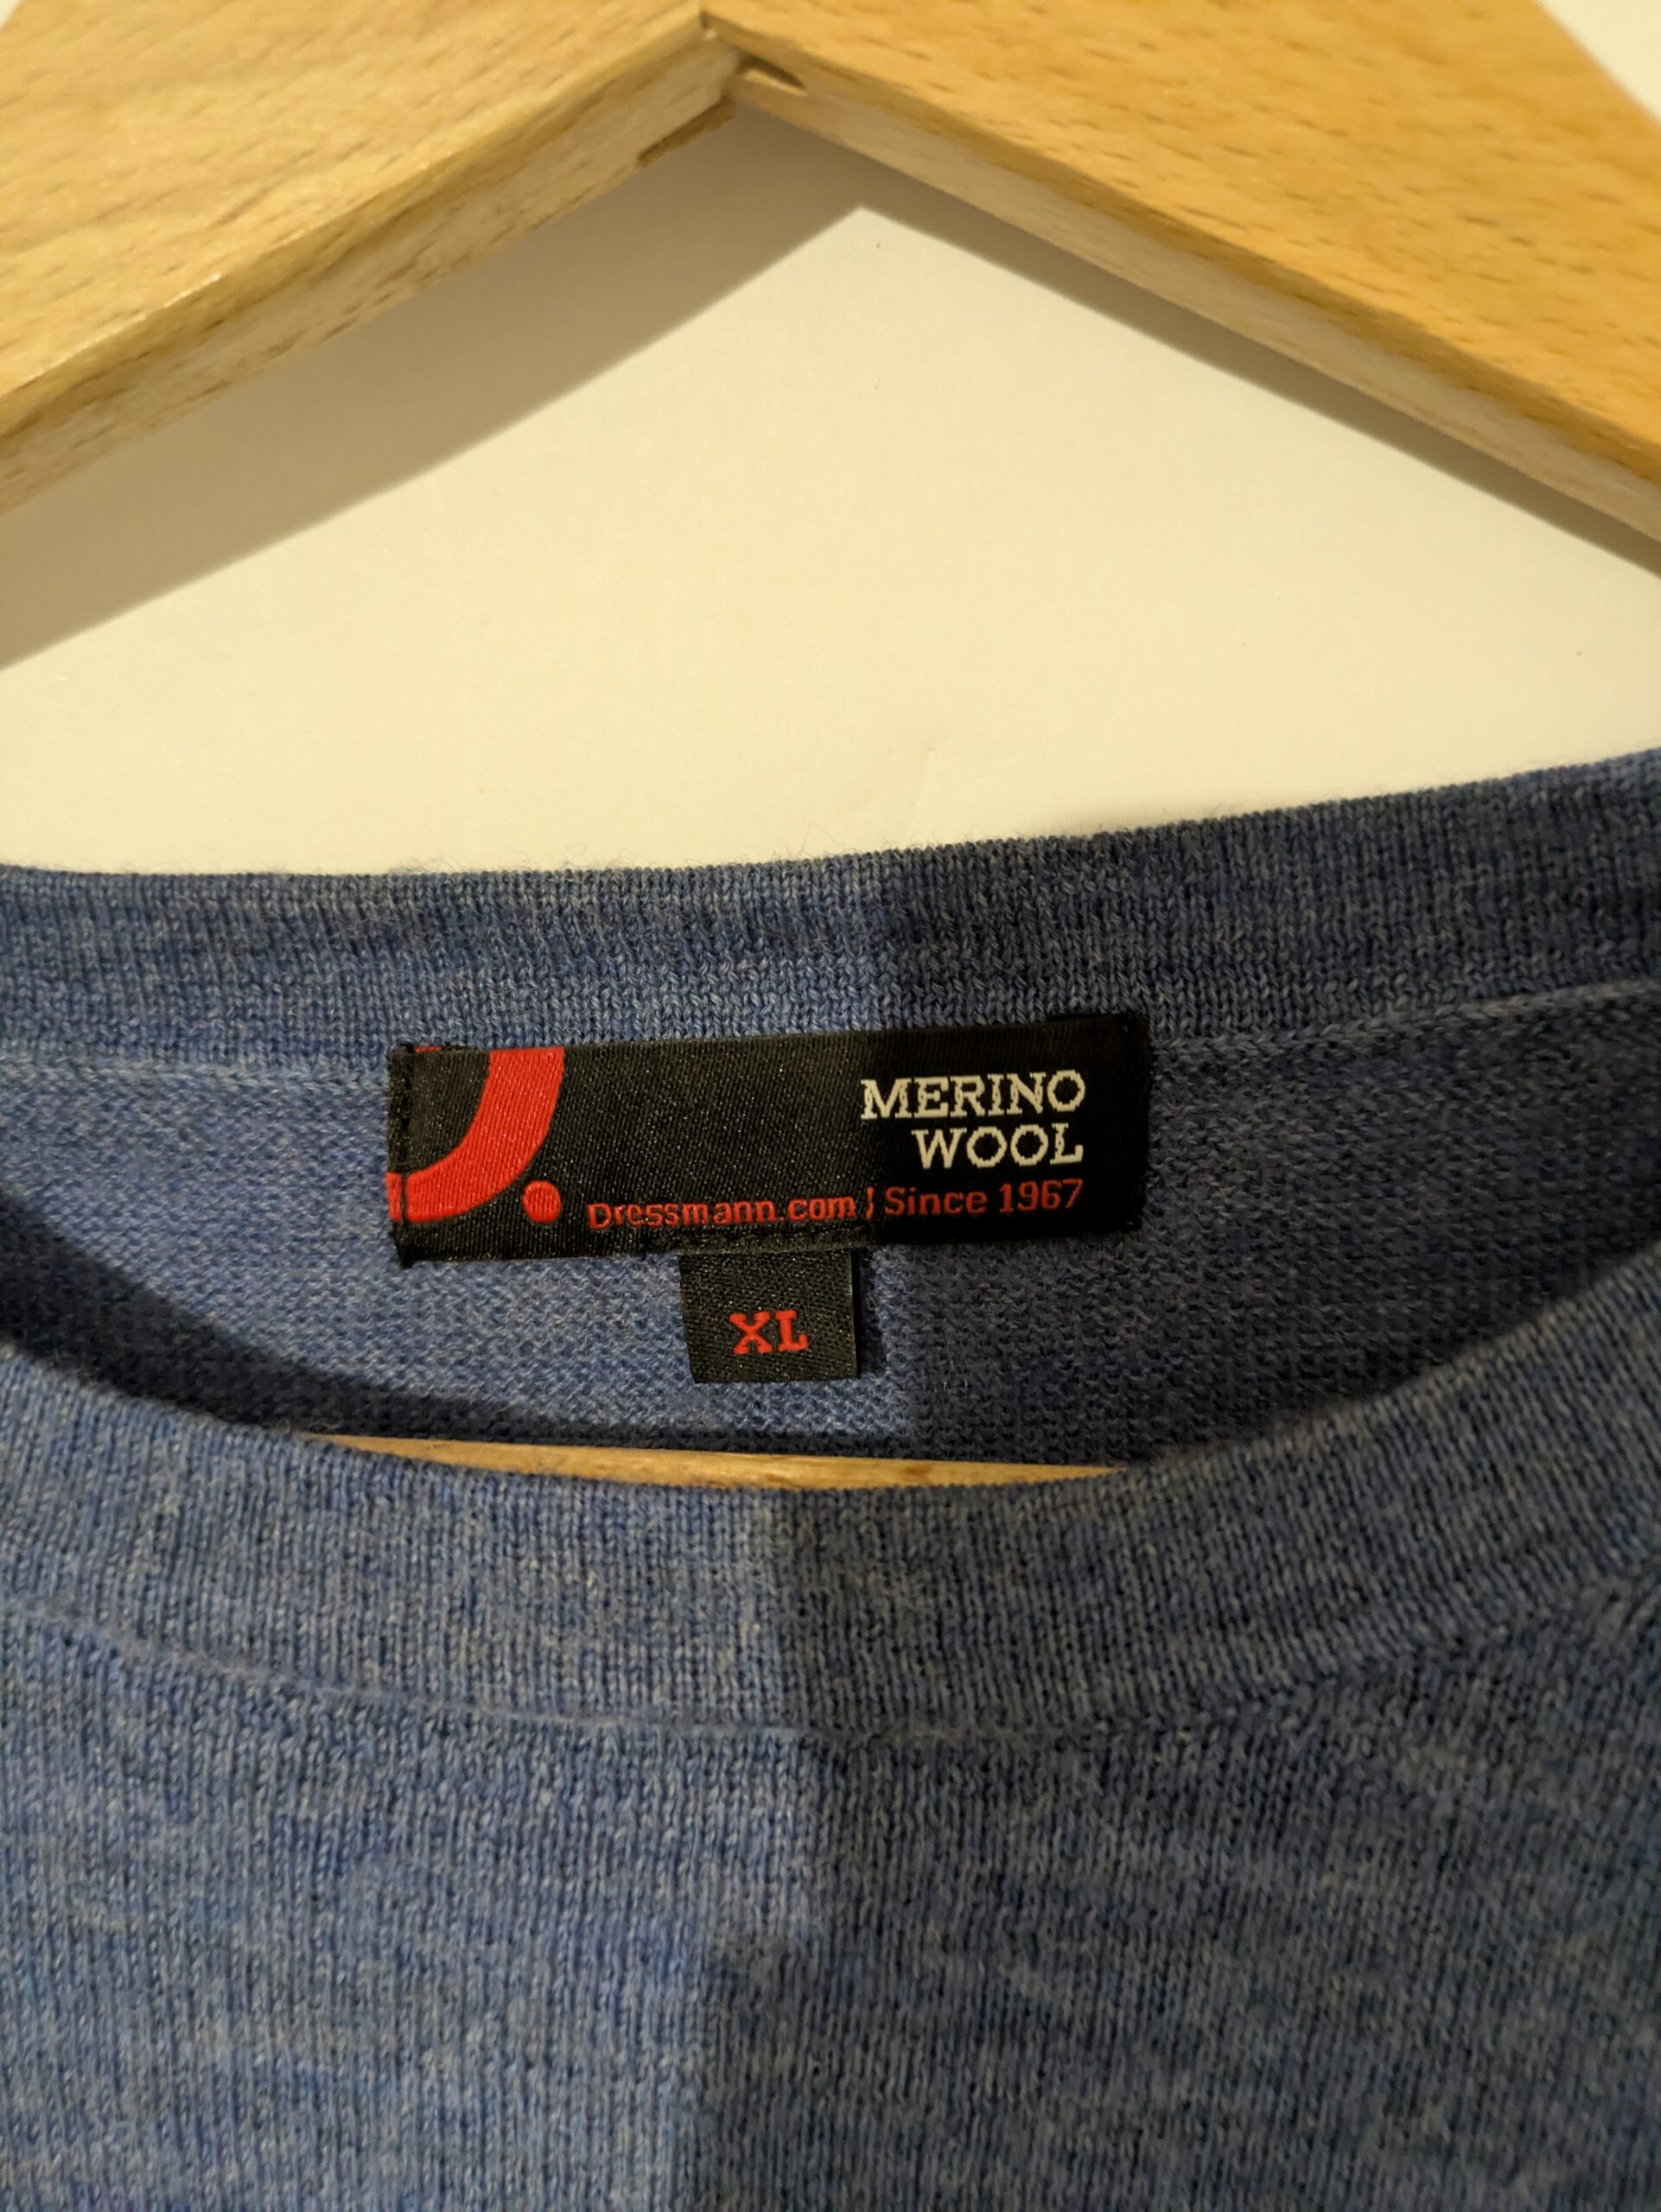 MERINO
WOOL
Dressmann.com | Since 1967
XL